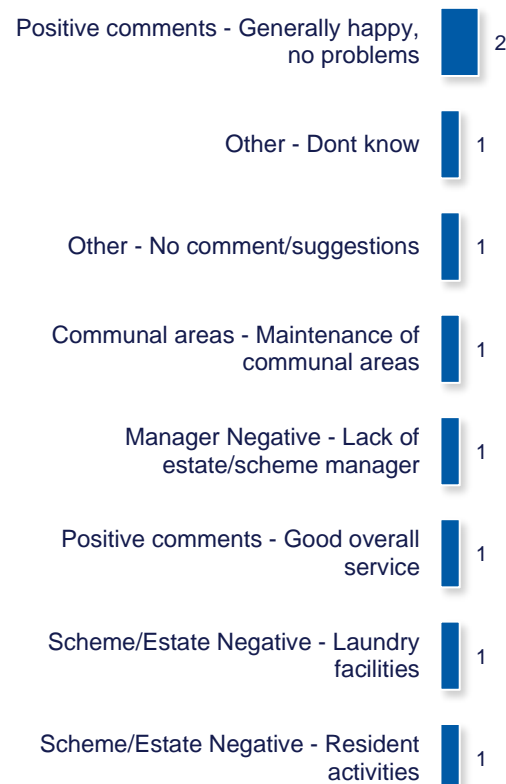 Positive comments - Generally happy,
no problems
2
Other - Dont know
1
Other - No comment/suggestions
1
Communal areas - Maintenance of
communal areas
1
Manager Negative - Lack of
estate/scheme manager
1
Positive comments - Good overall
service
1
Scheme/Estate Negative - Laundry
facilities
1
Scheme/Estate Negative - Resident
activities
1